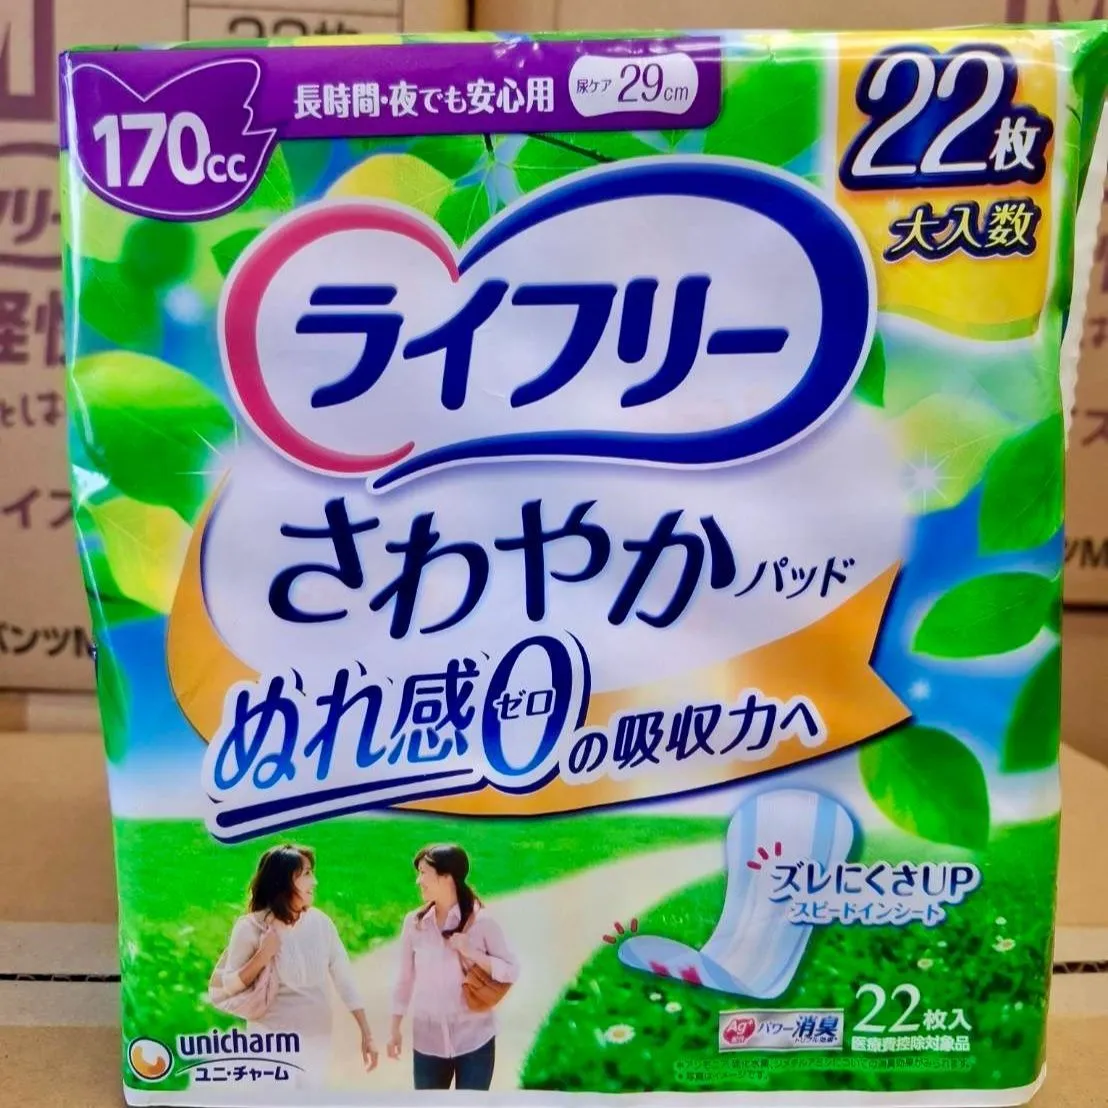 170cc
長時間・夜でも安心用
尿ケア 29cm
22枚
大入数
ライフリー
さわやかパッド
ぬれ感0の吸収力へ
ゼロ
ズレにくさUP
スピードインシート
Ag+
パワー消臭
22枚入
医療費控除対象品
unicharm
ユニ・チャーム